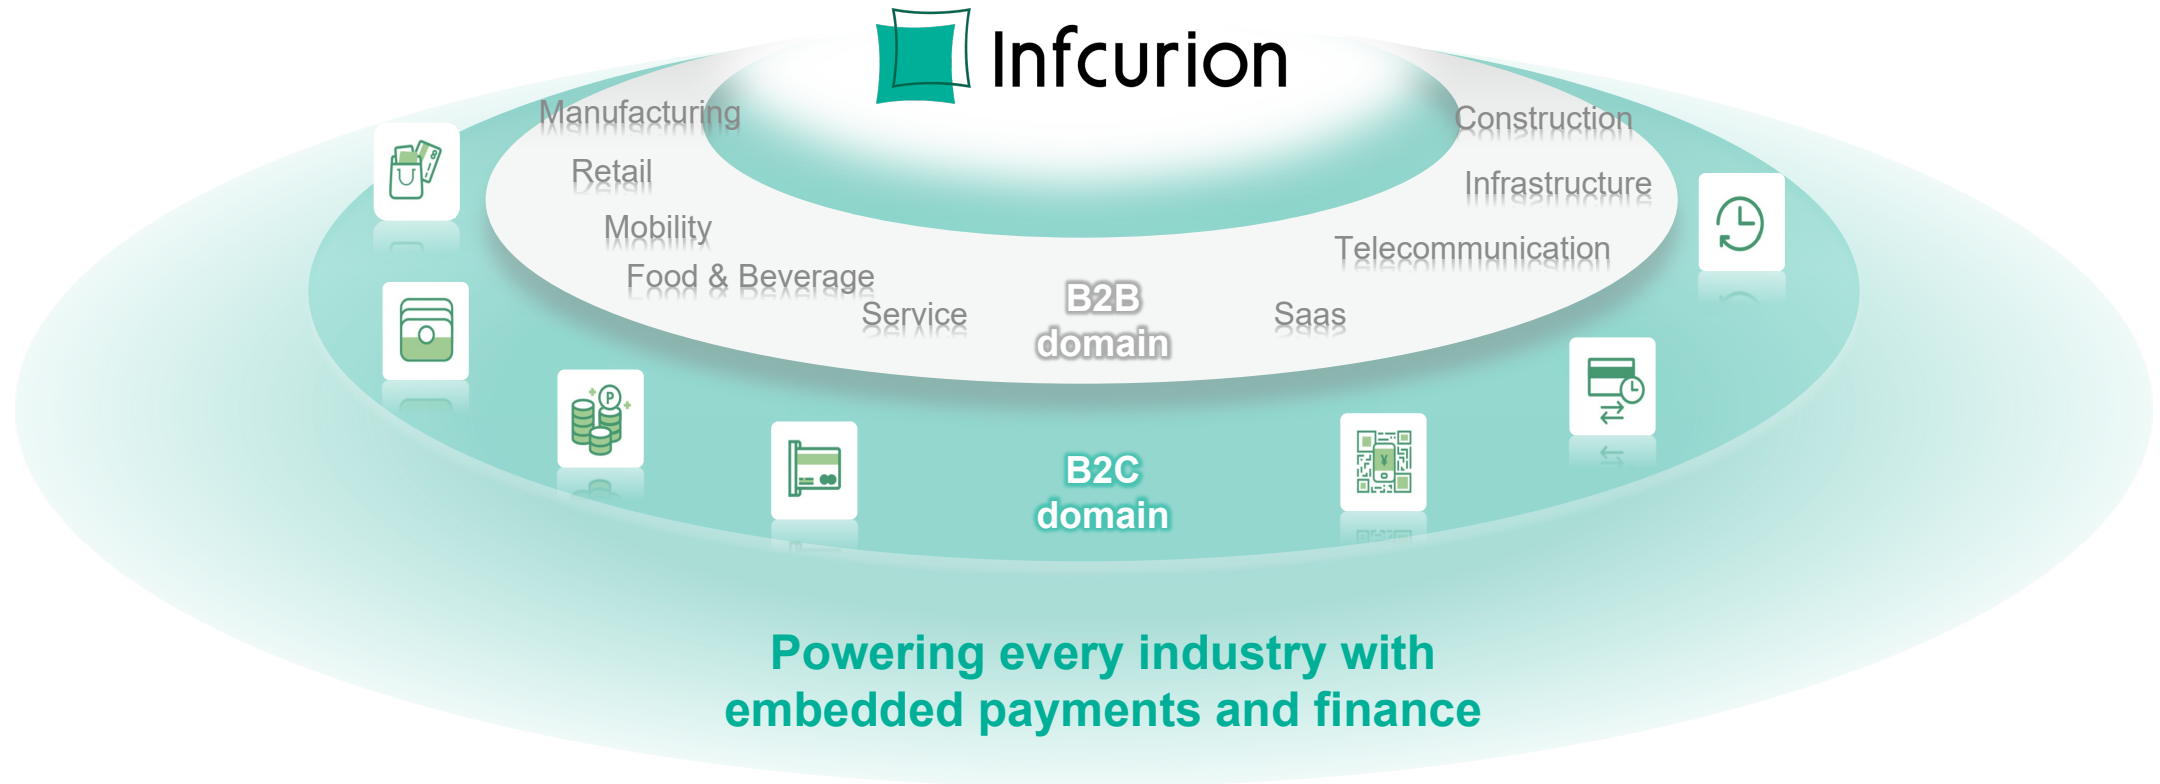 Infcurion
Manufacturing
Construction
Retail
Infrastructure
Mobility
Telecommunication
Food & Beverage
Service
Saas
B2B
domain
P
¥
B2C
domain
Powering every industry with
embedded payments and finance